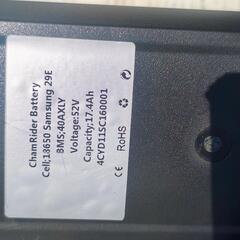 ChamRider Battery
Cell;18650 Samsung 29E
BMS;40AXLY
Voltage:52V
Capacity;17.4Ah
4CYD11SC160001
CE RoHS